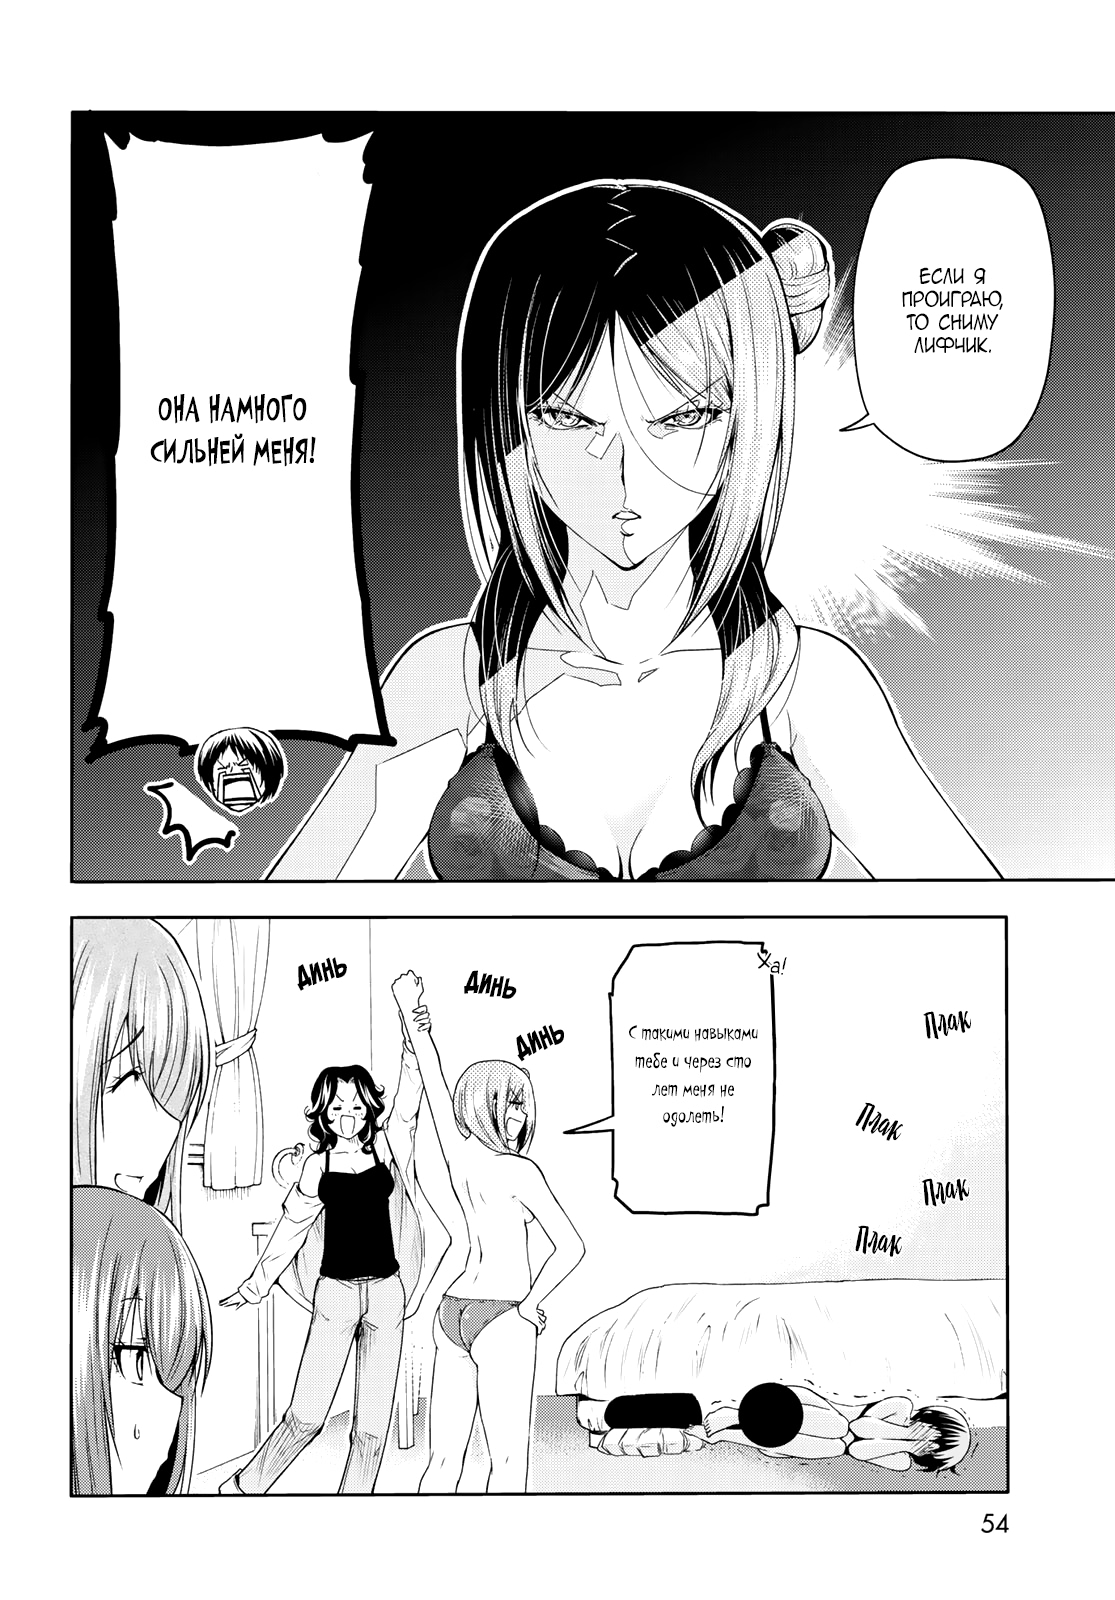 ЕСЛИ Я
ПРОИГРАЮ,
ТО СНИМУ
ЛИФЧИК.
ОНА НАМНОГО
СИЛЬНЕЙ МЕНЯ!
Ха!
С такими навыками
тебе и через сто
лет меня не
одолеть!
ДИНЬ
ДИНЬ
ДИНЬ
ПЛАК
ПЛАК
ПЛАК
ПЛАК
54